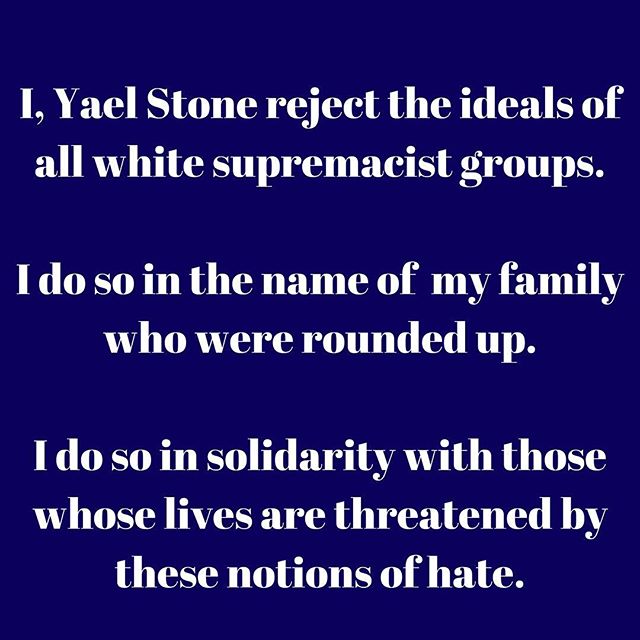 I, Yael Stone reject the ideals of
all white supremacist groups.
I do so in the name of my family
who were rounded up.
I do so in solidarity with those
whose lives are threatened by
these notions of hate.